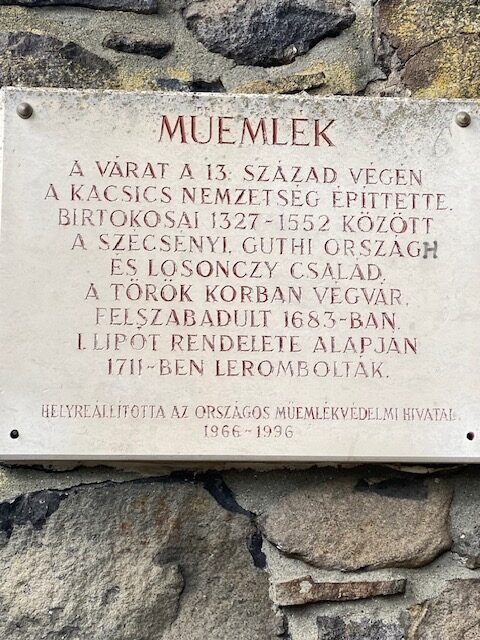 MŰEMLÉK
A VÁRAT A 13. SZÁZAD VÉGÉN
A KACSICS NEMZETSÉG ÉPÍTTETTE.
BIRTOKOSAI 1327-1552 KÖZÖTT
A SZÉCSÉNYI, GUTHI ORSZÁGH
ÉS LOSONCZY CSALÁD.
A TÖRÖK KORBAN VÉGVÁR.
FELSZABADULT 1683-BAN.
I. LIPÓT RENDELETE ALAPJÁN
1711-BEN LEROMBOLTÁK.
HELYREÁLLÍTOTTA AZ ORSZÁGOS MŰEMLÉKVÉDELMI HIVATAL
1966-1996